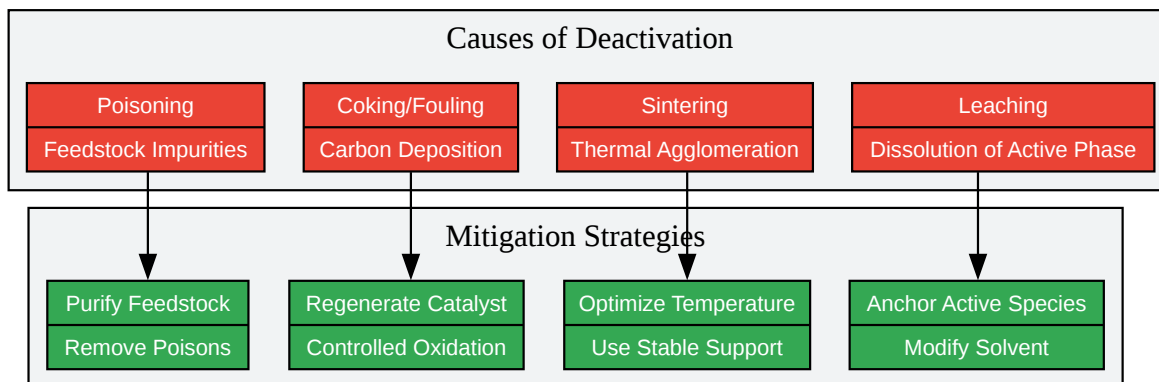 Causes of Deactivation
Poisoning
Feedstock Impurities
Coking/Fouling
Carbon Deposition
Sintering
Thermal Agglomeration
Leaching
Dissolution of Active Phase
Mitigation Strategies
Purify Feedstock
Remove Poisons
Regenerate Catalyst
Controlled Oxidation
Optimize Temperature
Use Stable Support
Anchor Active Species
Modify Solvent